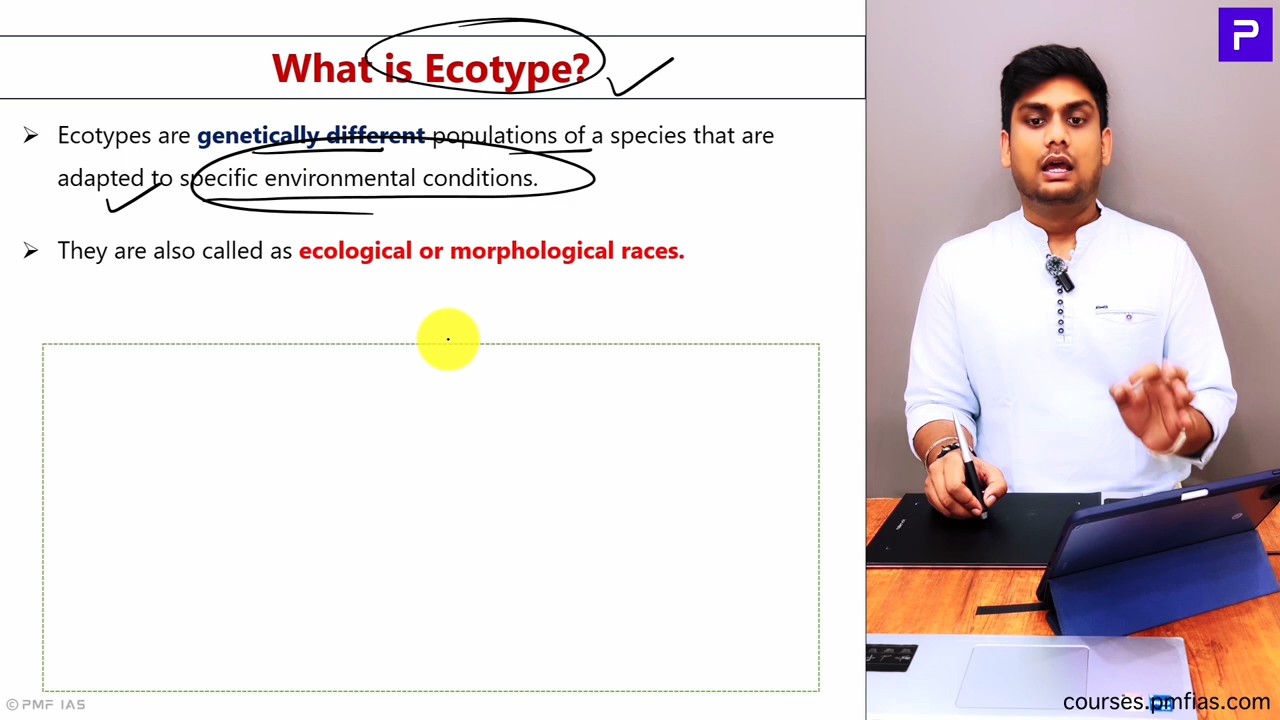 What is Ecotype?
Ecotypes are genetically different populations of a species that are
adapted to specific environmental conditions.
They are also called as ecological or morphological races.
© PMF IAS
courses.pmfias.com
P